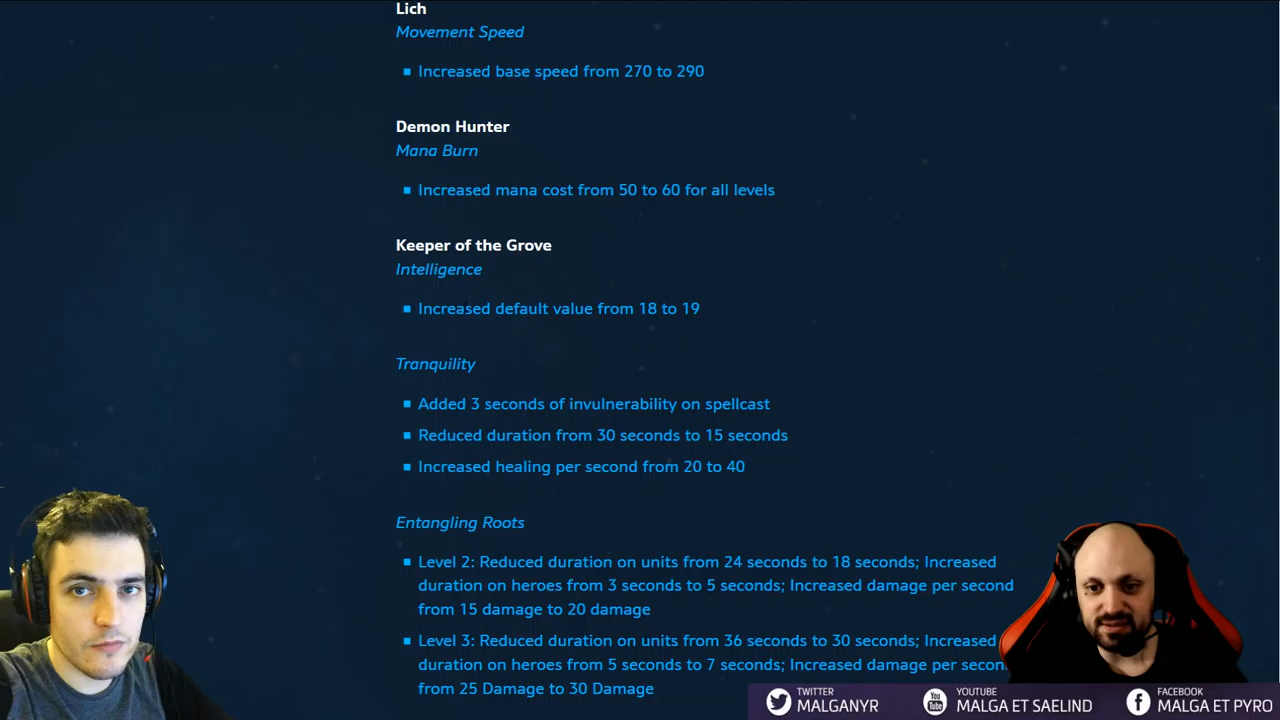 Lich
Movement Speed
▪ Increased base speed from 270 to 290
Demon Hunter
Mana Burn
▪ Increased mana cost from 50 to 60 for all levels
Keeper of the Grove
Intelligence
▪ Increased default value from 18 to 19
Tranquility
▪ Added 3 seconds of invulnerability on spellcast
▪ Reduced duration from 30 seconds to 15 seconds
▪ Increased healing per second from 20 to 40
Entangling Roots
▪ Level 2: Reduced duration on units from 24 seconds to 18 seconds; Increased
duration on heroes from 3 seconds to 5 seconds; Increased damage per second
from 15 damage to 20 damage
▪ Level 3: Reduced duration on units from 36 seconds to 30 seconds; Increased
duration on heroes from 5 seconds to 7 seconds; Increased damage per secon
from 25 Damage to 30 Damage
TWITTER
MALGANYR
You Tube
YOUTUBE
MALGA ET SAELIND
FACEBOOK
MALGA ET PYRO